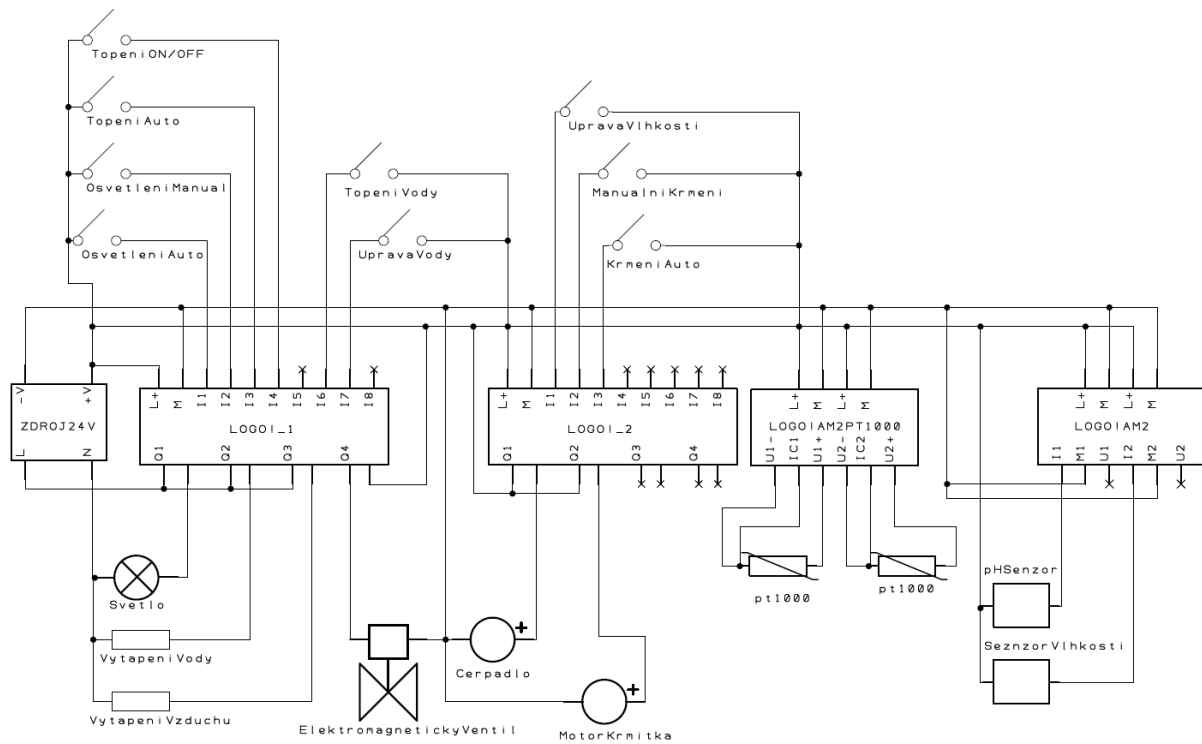 TopeniON/OFF
TopeniAuto
UpravaVlhkosti
OsvetleniManual
TopeniVody
ManualniKrmeni
OsvetleniAuto
UpravaVody
KrmeniAuto
-V +V
ZDROJ24V
L N
L+ M I1 I2 I3 I4 I5 I6 I7 I8
LOGO!_1
Q1 Q2 Q3 Q4
L+ M I1 I2 I3 I4 I5 I6 I7 I8
LOGO!_2
Q1 Q2 Q3 Q4
L+ M L+ M
LOGO!AM2PT1000
U1- IC1 U1+ U2- IC2 U2+
L+ M L+ M
LOGO!AM2
I1 M1 U1 I2 M2 U2
Svetlo
pt1000
pt1000
pHSenzor
VytapeniVody
+
Cerpadlo
SeznzorVlhkosti
VytapeniVzduchu
ElektromagnetickyVentil
+
MotorKrmitka